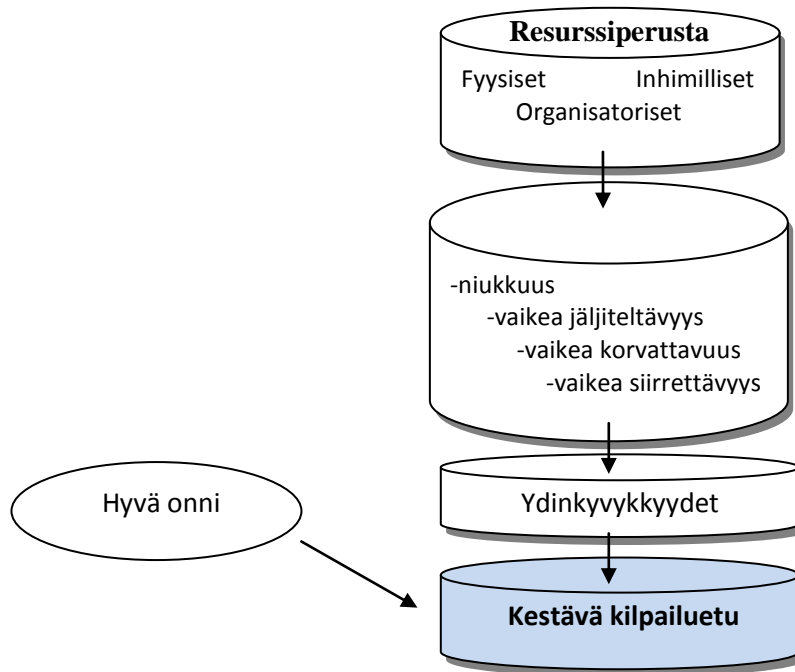 Resurssiperusta
Fyysiset Inhimilliset
Organisatoriset
-niukkuus
-vaikea jäljiteltävyys
-vaikea korvattavuus
-vaikea siirrettävyys
Hyvä onni
Ydinkyvykkyydet
Kestävä kilpailuetu